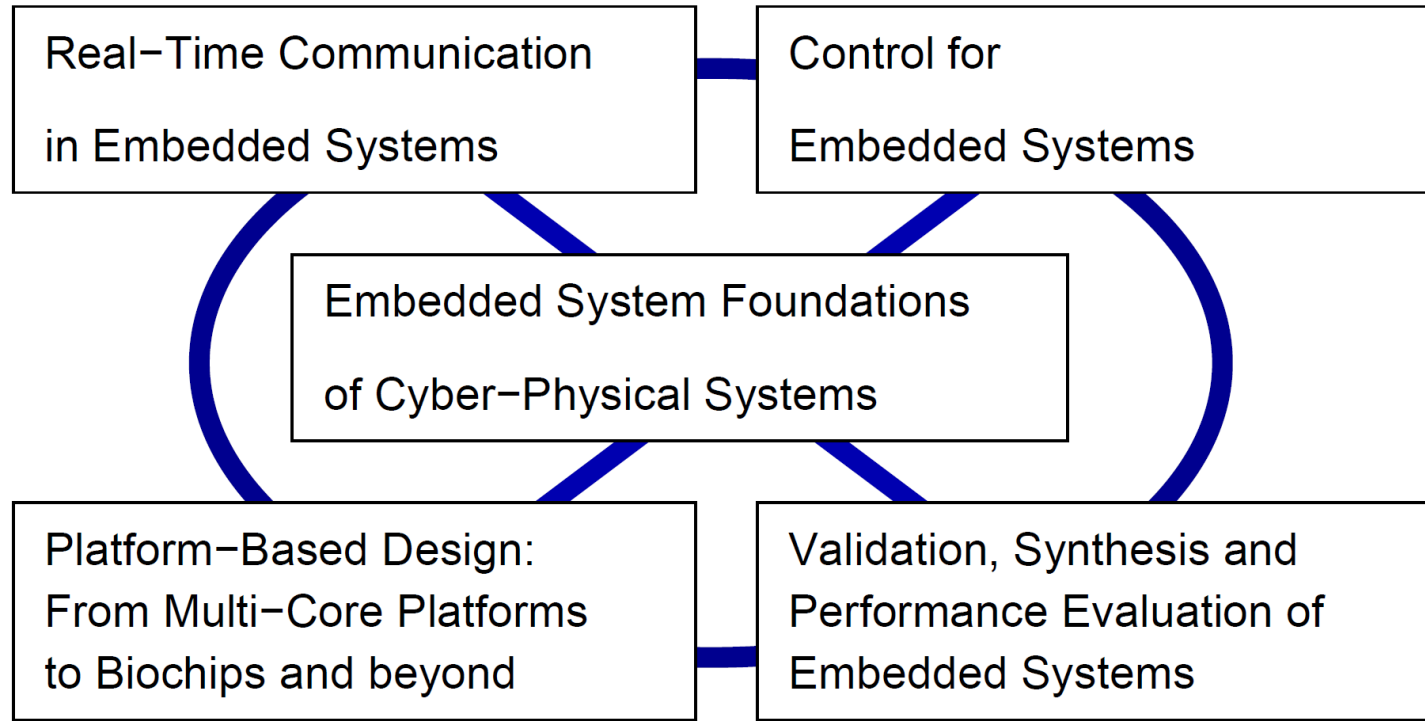 Real−Time Communication
in Embedded Systems
Control for
Embedded Systems
Embedded System Foundations
of Cyber−Physical Systems
Platform−Based Design:
From Multi−Core Platforms
to Biochips and beyond
Validation, Synthesis and
Performance Evaluation of
Embedded Systems